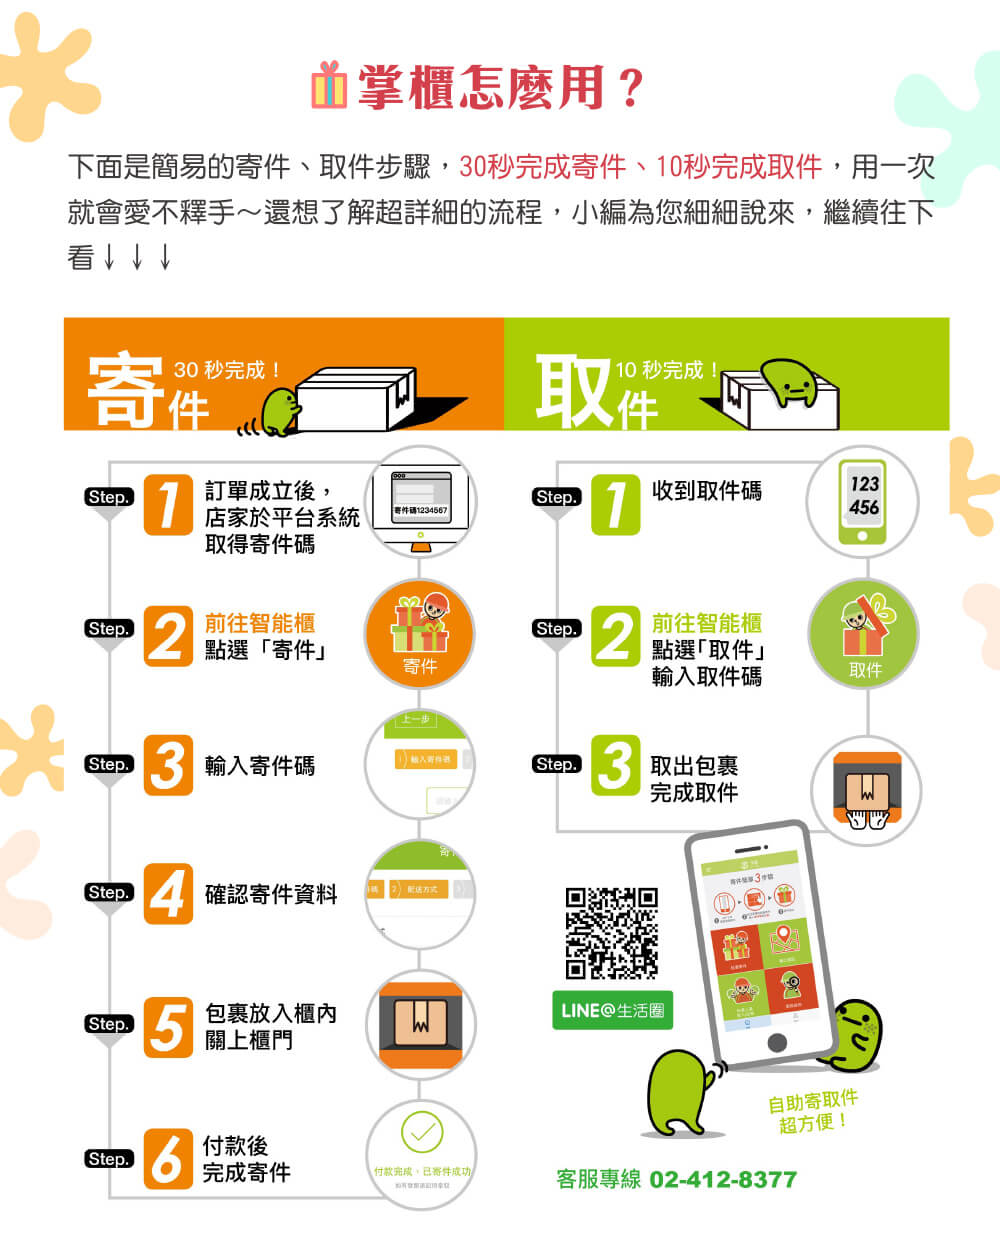 掌櫃怎麼用？
下面是簡易的寄件、取件步驟，30秒完成寄件、10秒完成取件，用一次
就會愛不釋手～還想了解超詳細的流程，小編為您細細說來，繼續往下
看↓↓↓
寄件
30 秒完成！
Step. 1
訂單成立後，
店家於平台系統
取得寄件碼
寄件碼1234567
Step. 2
前往智能櫃
點選「寄件」
寄件
Step. 3
輸入寄件碼
上一步
1 輸入寄件碼
Step. 4
確認寄件資料
2 配送方式
Step. 5
包裹放入櫃內
關上櫃門
Step. 6
付款後
完成寄件
付款完成，已寄件成功
取件
10 秒完成！
Step. 1
收到取件碼
123
456
Step. 2
前往智能櫃
點選「取件」
輸入取件碼
取件
Step. 3
取出包裹
完成取件
寄件簡單3步驟
LINE@生活圈
自助寄取件
超方便！
客服專線 02-412-8377